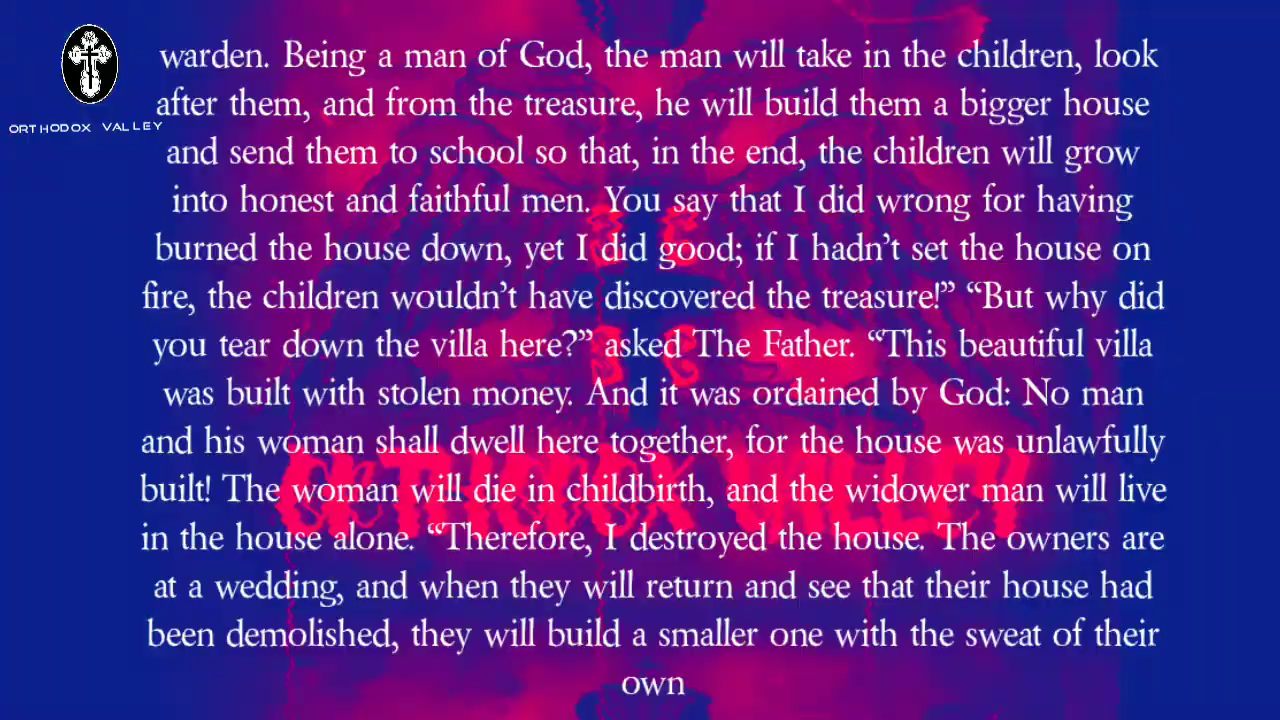 warden. Being a man of God, the man will take in the children, look
after them, and from the treasure, he will build them a bigger house
ORTHODOX VALLEY
and send them to school so that, in the end, the children will grow
into honest and faithful men. You say that I did wrong for having
burned the house down, yet I did good; if I hadn’t set the house on
fire, the children wouldn’t have discovered the treasure!” “But why did
you tear down the villa here?” asked The Father. “This beautiful villa
was built with stolen money. And it was ordained by God: No man
and his woman shall dwell here together, for the house was unlawfully
built! The woman will die in childbirth, and the widower man will live
in the house alone. “Therefore, I destroyed the house. The owners are
at a wedding, and when they will return and see that their house had
been demolished, they will build a smaller one with the sweat of their
own
ORTHODOX VALLEY